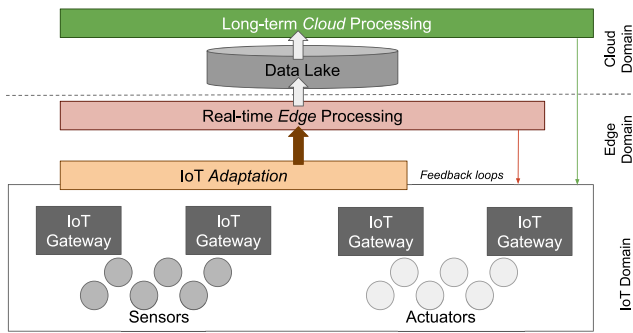 Long-term Cloud Processing
Data Lake
Cloud
Domain
Real-time Edge Processing
Edge
Domain
IoT Adaptation
Feedback loops
IoT
Gateway
IoT
Gateway
IoT
Gateway
IoT
Gateway
Sensors
Actuators
IoT Domain